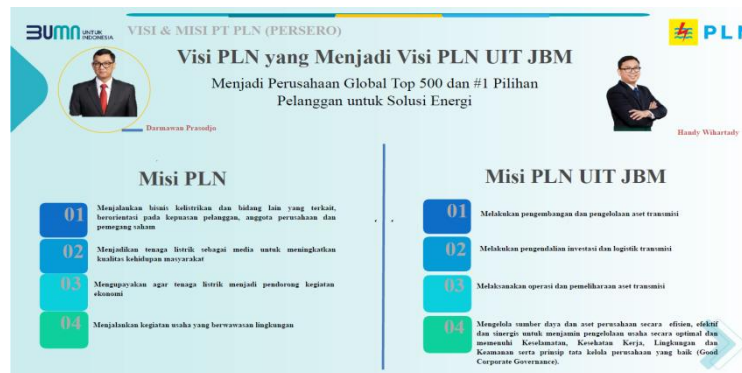 BUMN UNTUK INDONESIA
VISI & MISI PT PLN (PERSERO)
PLN
Visi PLN yang Menjadi Visi PLN UIT JBM
Menjadi Perusahaan Global Top 500 dan #1 Pilihan
Pelanggan untuk Solusi Energi
Darmawan Prasodjo
Handy Wihartady
Misi PLN
01
Menjalankan bisnis kelistrikan dan bidang lain yang terkait,
berorientasi pada kepuasan pelanggan, anggota perusahaan dan
pemegang saham
02
Menjadikan tenaga listrik sebagai media untuk meningkatkan
kualitas kehidupan masyarakat
03
Mengupayakan agar tenaga listrik menjadi pendorong kegiatan
ekonomi
04
Menjalankan kegiatan usaha yang berwawasan lingkungan
Misi PLN UIT JBM
01
Melakukan pengembangan dan pengelolaan aset transmisi
02
Melakukan pengendalian investasi dan logistik transmisi
03
Melaksanakan operasi dan pemeliharaan aset transmisi
04
Mengelola sumber daya dan aset perusahaan secara efisien, efektif
dan sinergis untuk menjamin pengelolaan usaha secara optimal dan
memenuhi Keselamatan, Kesehatan Kerja, Lingkungan dan
Keamanan serta prinsip tata kelola perusahaan yang baik (Good
Corporate Governance).